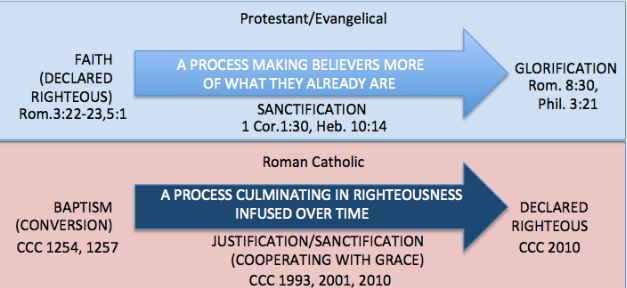 Protestant/Evangelical
FAITH
(DECLARED
RIGHTEOUS)
Rom.3:22-23,5:1
A PROCESS MAKING BELIEVERS MORE
OF WHAT THEY ALREADY ARE
SANCTIFICATION
1 Cor.1:30, Heb. 10:14
GLORIFICATION
Rom. 8:30,
Phil. 3:21
Roman Catholic
BAPTISM
(CONVERSION)
CCC 1254, 1257
A PROCESS CULMINATING IN RIGHTEOUSNESS
INFUSED OVER TIME
JUSTIFICATION/SANCTIFICATION
(COOPERATING WITH GRACE)
CCC 1993, 2001, 2010
DECLARED
RIGHTEOUS
CCC 2010